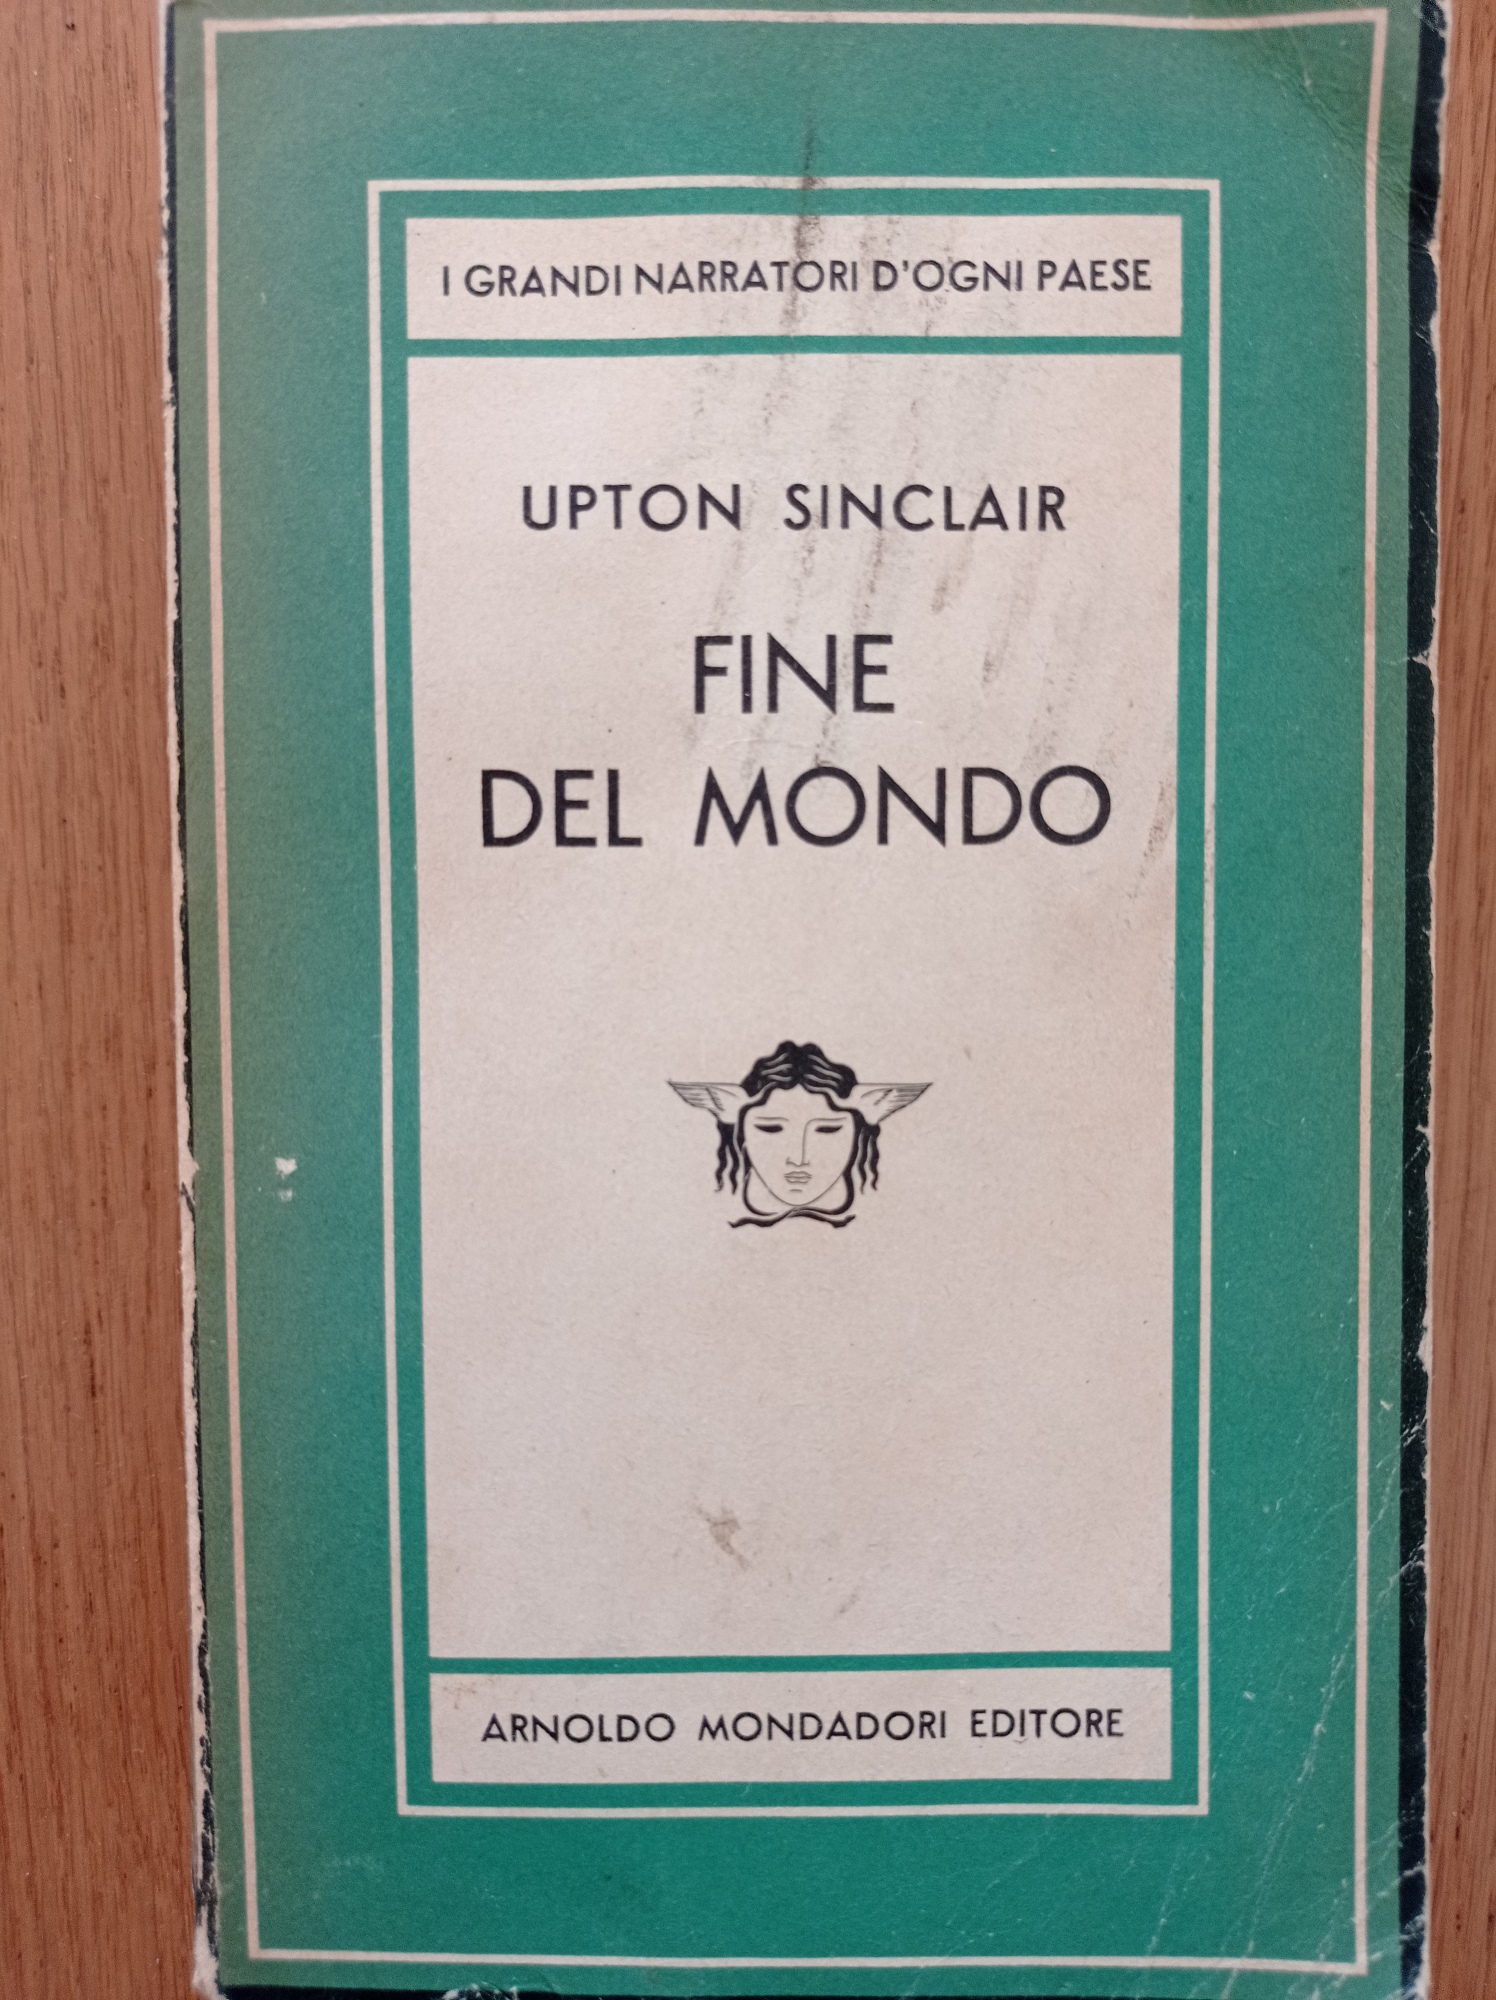 I GRANDI NARRATORI D'OGNI PAESE
UPTON SINCLAIR
FINE
DEL MONDO
ARNOLDO MONDADORI EDITORE